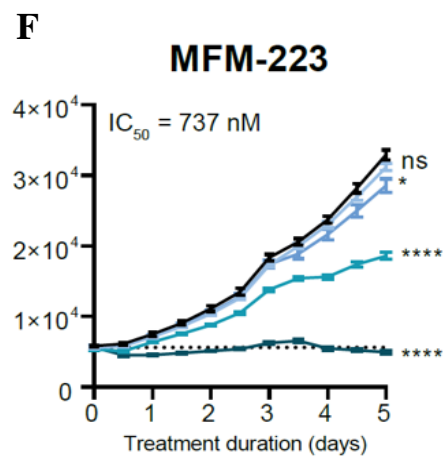 F
MFM-223
4×10⁴
IC₅₀ = 737 nM
ns
*
3×10⁴
2×10⁴
****
1×10⁴
****
0
0 1 2 3 4 5
Treatment duration (days)